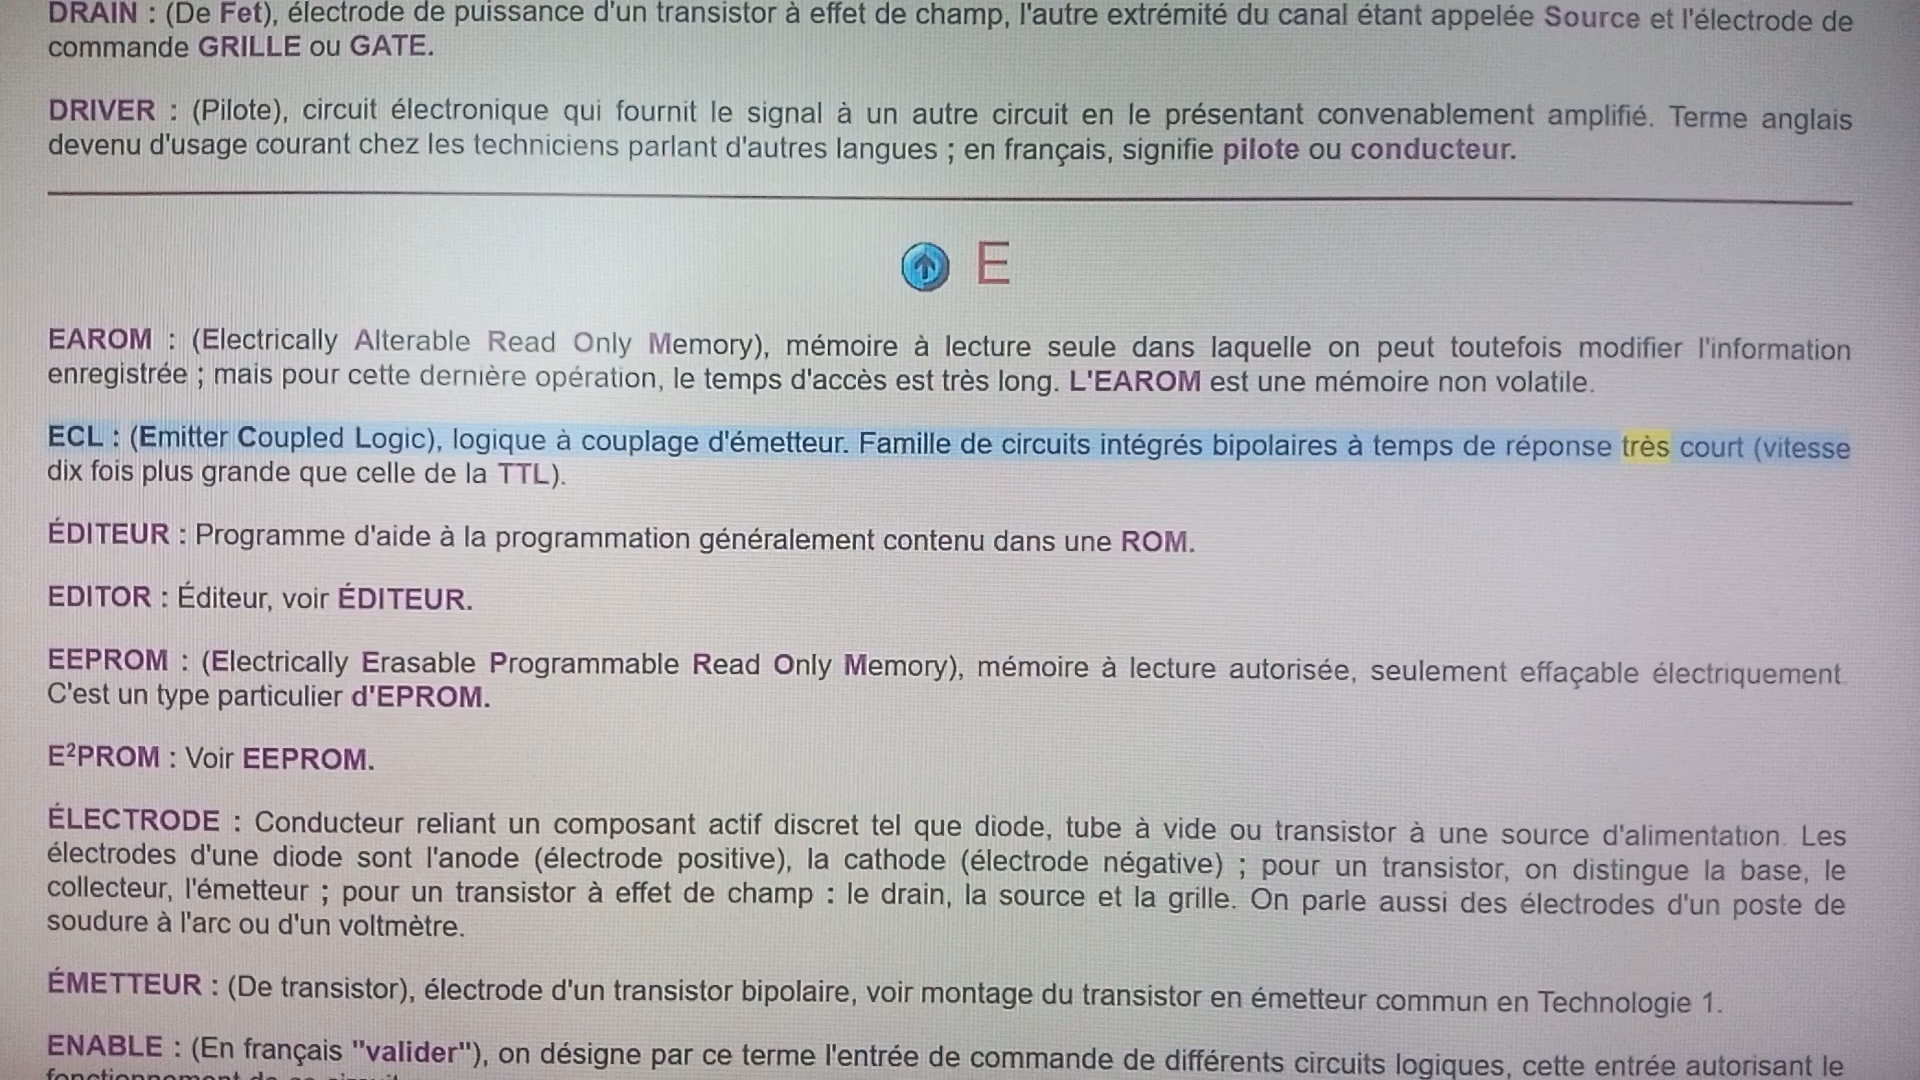 DRAIN : (De Fet), électrode de puissance d'un transistor à effet de champ, l'autre extrémité du canal étant appelée Source et l'électrode de
commande GRILLE ou GATE.
DRIVER : (Pilote), circuit électronique qui fournit le signal à un autre circuit en le présentant convenablement amplifié. Terme anglais
devenu d'usage courant chez les techniciens parlant d'autres langues ; en français, signifie pilote ou conducteur.
E
EAROM : (Electrically Alterable Read Only Memory), mémoire à lecture seule dans laquelle on peut toutefois modifier l'information
enregistrée ; mais pour cette dernière opération, le temps d'accès est très long. L'EAROM est une mémoire non volatile.
ECL : (Emitter Coupled Logic), logique à couplage d'émetteur. Famille de circuits intégrés bipolaires à temps de réponse très court (vitesse
dix fois plus grande que celle de la TTL).
ÉDITEUR : Programme d'aide à la programmation généralement contenu dans une ROM.
EDITOR : Éditeur, voir ÉDITEUR.
EEPROM : (Electrically Erasable Programmable Read Only Memory), mémoire à lecture autorisée, seulement effaçable électriquement.
C'est un type particulier d'EPROM.
E²PROM : Voir EEPROM.
ÉLECTRODE : Conducteur reliant un composant actif discret tel que diode, tube à vide ou transistor à une source d'alimentation. Les
électrodes d'une diode sont l'anode (électrode positive), la cathode (électrode négative) ; pour un transistor, on distingue la base, le
collecteur, l'émetteur ; pour un transistor à effet de champ : le drain, la source et la grille. On parle aussi des électrodes d'un poste de
soudure à l'arc ou d'un voltmètre.
ÉMETTEUR : (De transistor), électrode d'un transistor bipolaire, voir montage du transistor en émetteur commun en Technologie 1.
ENABLE : (En français "valider"), on désigne par ce terme l'entrée de commande de différents circuits logiques, cette entrée autorisant le